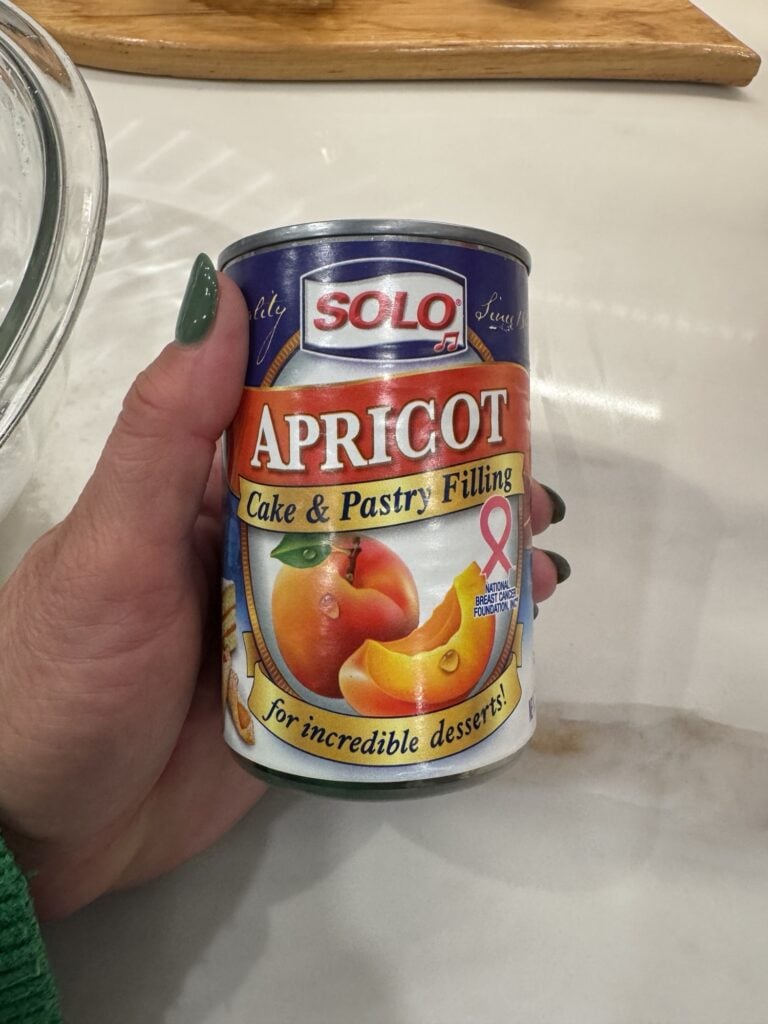 SOLO®
APRICOT
Cake & Pastry Filling
NATIONAL
BREAST CANCER
FOUNDATION, INC
for incredible desserts!